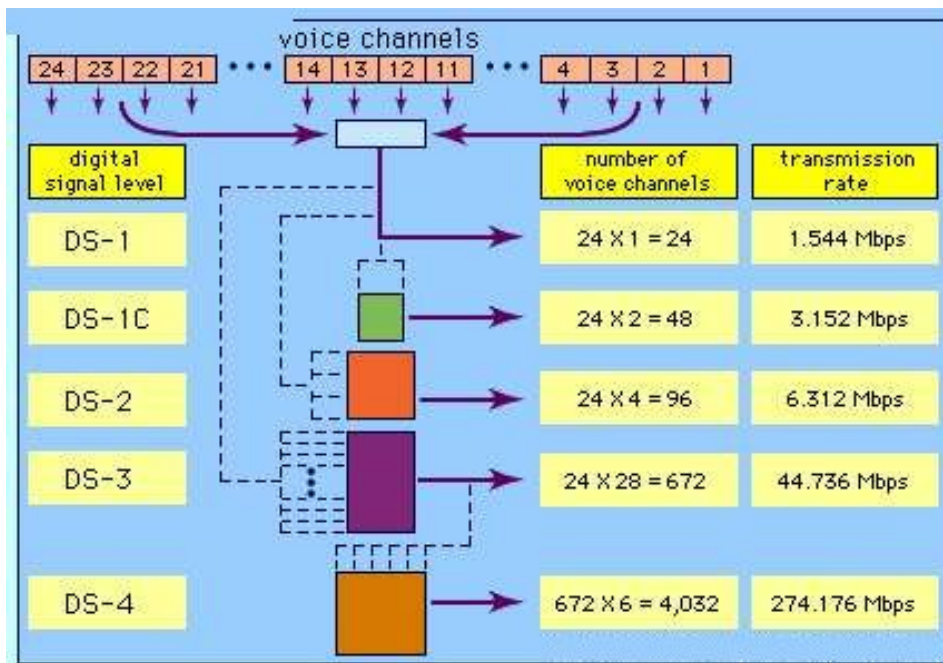 voice channels
24 23 22 21 ••• 14 13 12 11 ••• 4 3 2 1
digital
signal level
number of
voice channels
transmission
rate
DS-1
24 X 1 = 24
1.544 Mbps
DS-1C
24 X 2 = 48
3.152 Mbps
DS-2
24 X 4 = 96
6.312 Mbps
DS-3
24 X 28 = 672
44.736 Mbps
DS-4
672 X 6 = 4,032
274.176 Mbps